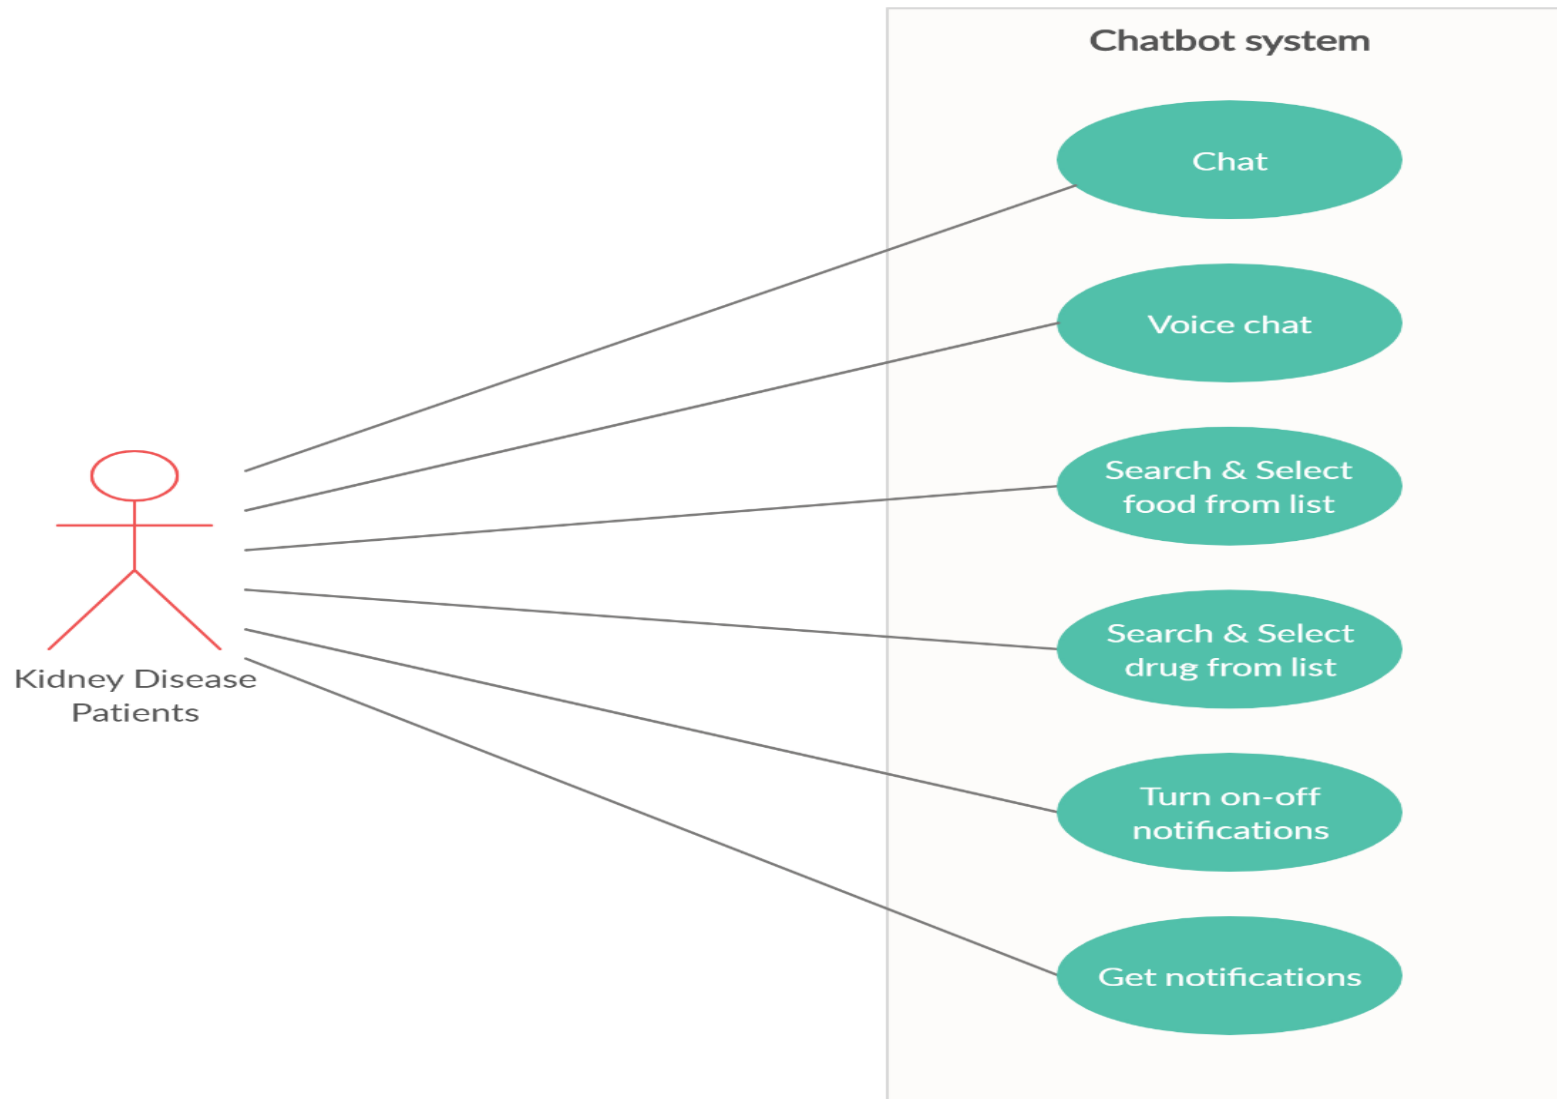 Chatbot system
Chat
Voice chat
Search & Select
food from list
Search & Select
drug from list
Kidney Disease
Patients
Turn on-off
notifications
Get notifications